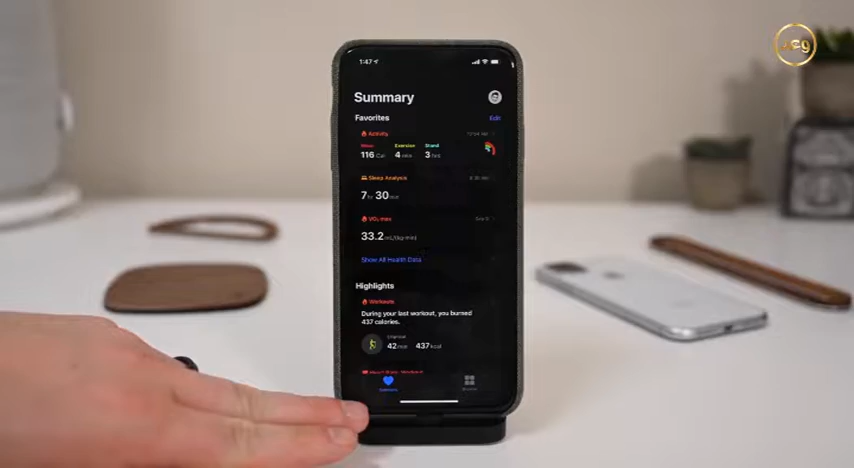 1:47
Summary
Favorites
Edit
Activity
Move
Exercise
Stand
116 Cal
4 min
3 hrs
Sleep Analysis
7 hr 30 min
VO₂ max
33.2 mL/(kg·min)
Show All Health Data
Highlights
Workouts
During your last workout, you burned
437 calories.
42 min
437 kcal
Summary
Browse